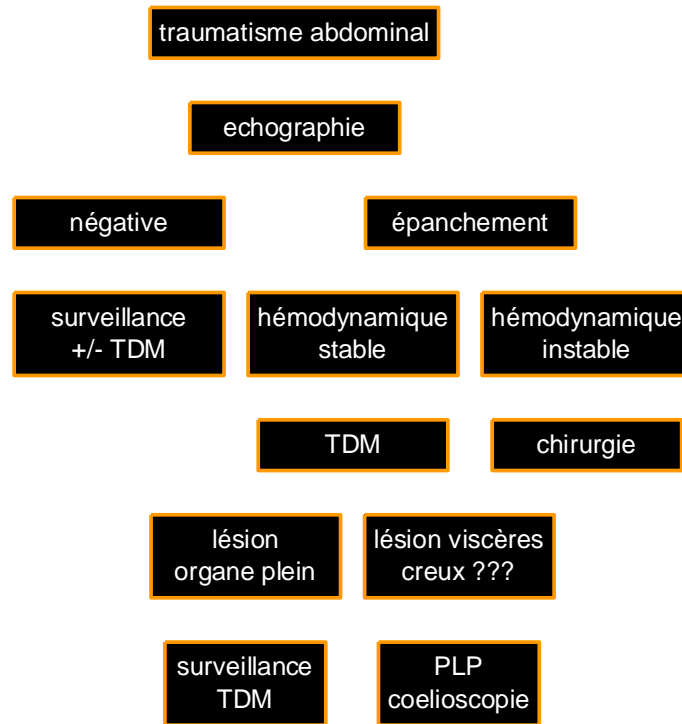 traumatisme abdominal
echographie
négative
épanchement
surveillance
+/- TDM
hémodynamique
stable
hémodynamique
instable
TDM
chirurgie
lésion
organe plein
lésion viscères
creux ???
surveillance
TDM
PLP
coelioscopie